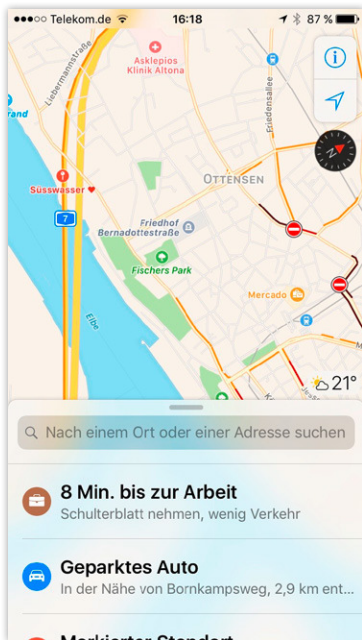 Telekom.de 16:18 87 %
Asklepios
Klinik Altona
Liebermannstraße
Friedensallee
Süsswasser
OTTENSEN
7
Friedhof
Bernadottestraße
Fischers Park
Mercado
Elbe
21°
Nach einem Ort oder einer Adresse suchen
8 Min. bis zur Arbeit
Schulterblatt nehmen, wenig Verkehr
Geparktes Auto
In der Nähe von Bornkampsweg, 2,9 km ent...
Markierter Standort